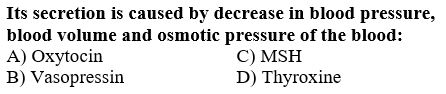 Its secretion is caused by decrease in blood pressure,
blood volume and osmotic pressure of the blood:
A) Oxytocin C) MSH
B) Vasopressin D) Thyroxine